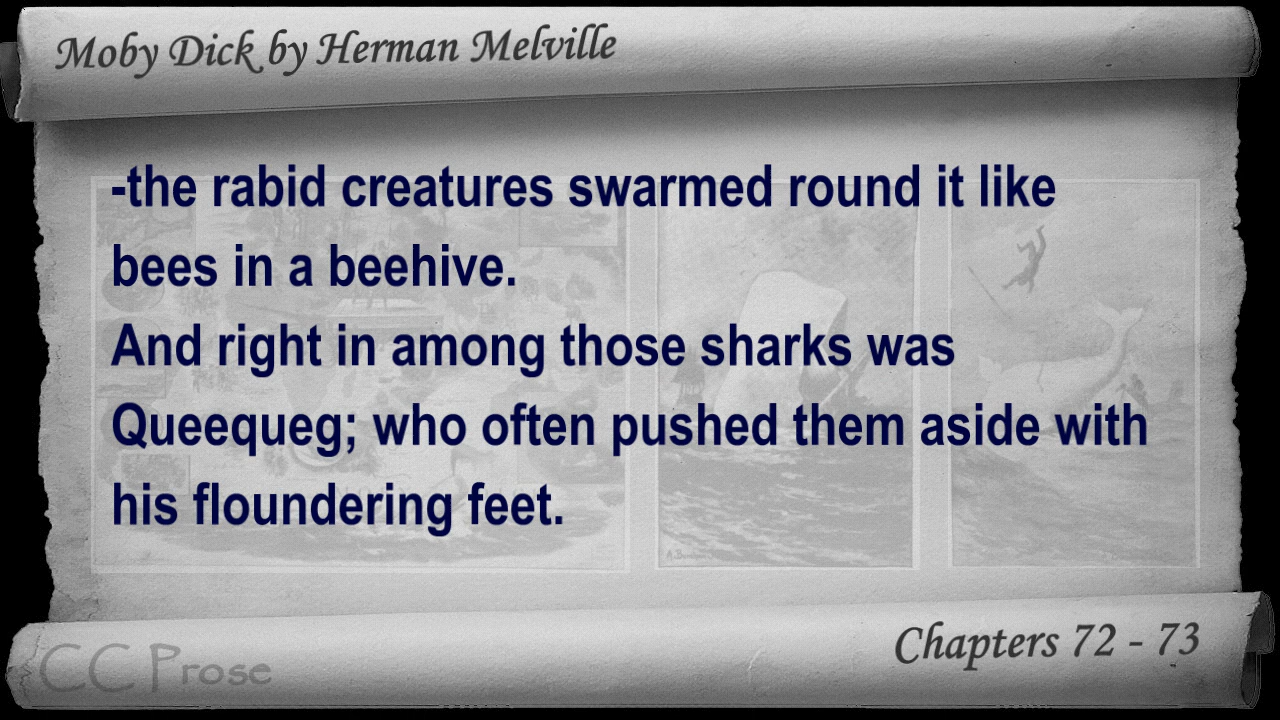 Moby Dick by Herman Melville
-the rabid creatures swarmed round it like
bees in a beehive.
And right in among those sharks was
Queequeg; who often pushed them aside with
his floundering feet.
Chapters 72 - 73
CC Prose